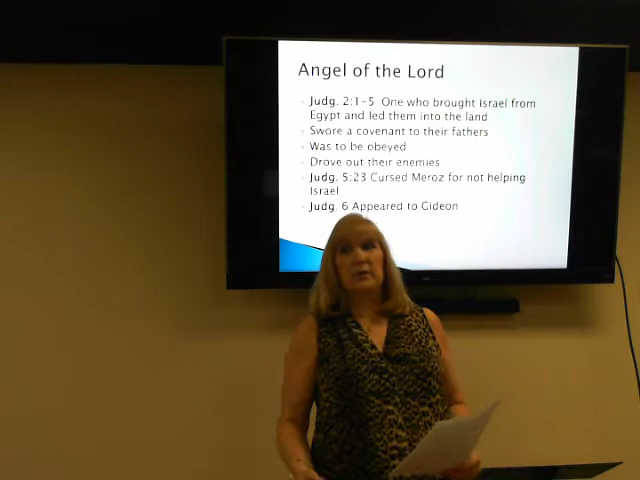 Angel of the Lord
Judg. 2:1-5 One who brought Israel from
Egypt and led them into the land
Swore a covenant to their fathers
Was to be obeyed
Drove out their enemies
Judg. 5:23 Cursed Meroz for not helping
Israel
Judg. 6 Appeared to Gideon